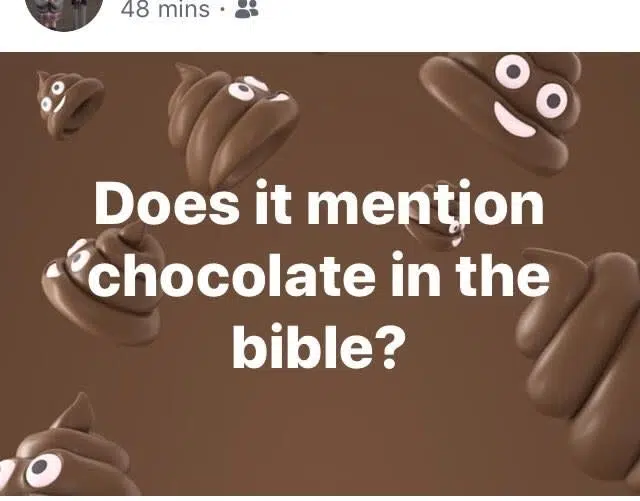 48 mins ·
Does it mention
chocolate in the
bible?